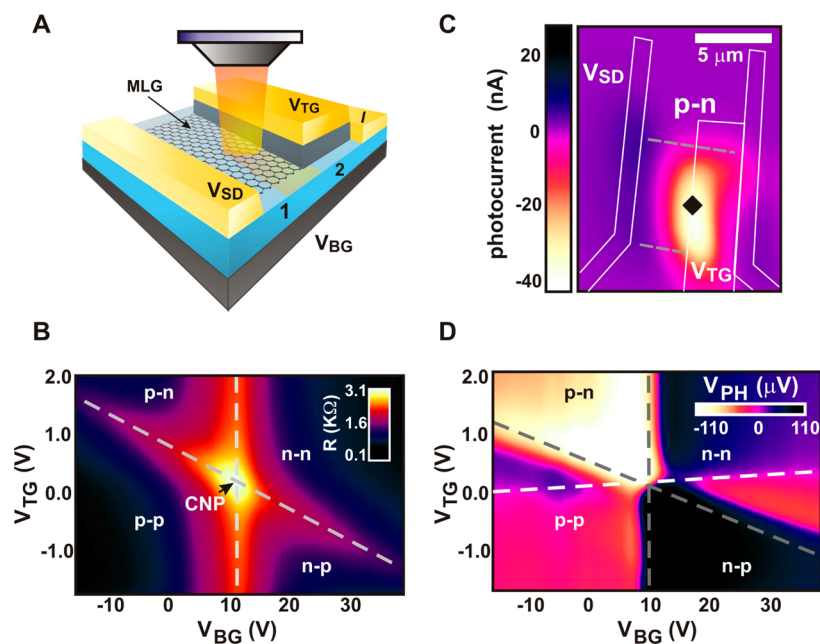 A
MLG
V_TG
I
V_SD
1
2
V_BG
C
photocurrent (nA)
20
0
-20
-40
5 μm
V_SD
p-n
V_TG
B
V_TG (V)
2.0
1.0
0.0
-1.0
p-n
R (KΩ)
3.1
1.6
0.1
n-n
CNP
p-p
n-p
-10 0 10 20 30
V_BG (V)
D
V_TG (V)
2.0
1.0
0.0
-1.0
p-n
V_PH (μV)
-110 0 110
n-n
p-p
n-p
-10 0 10 20 30
V_BG (V)